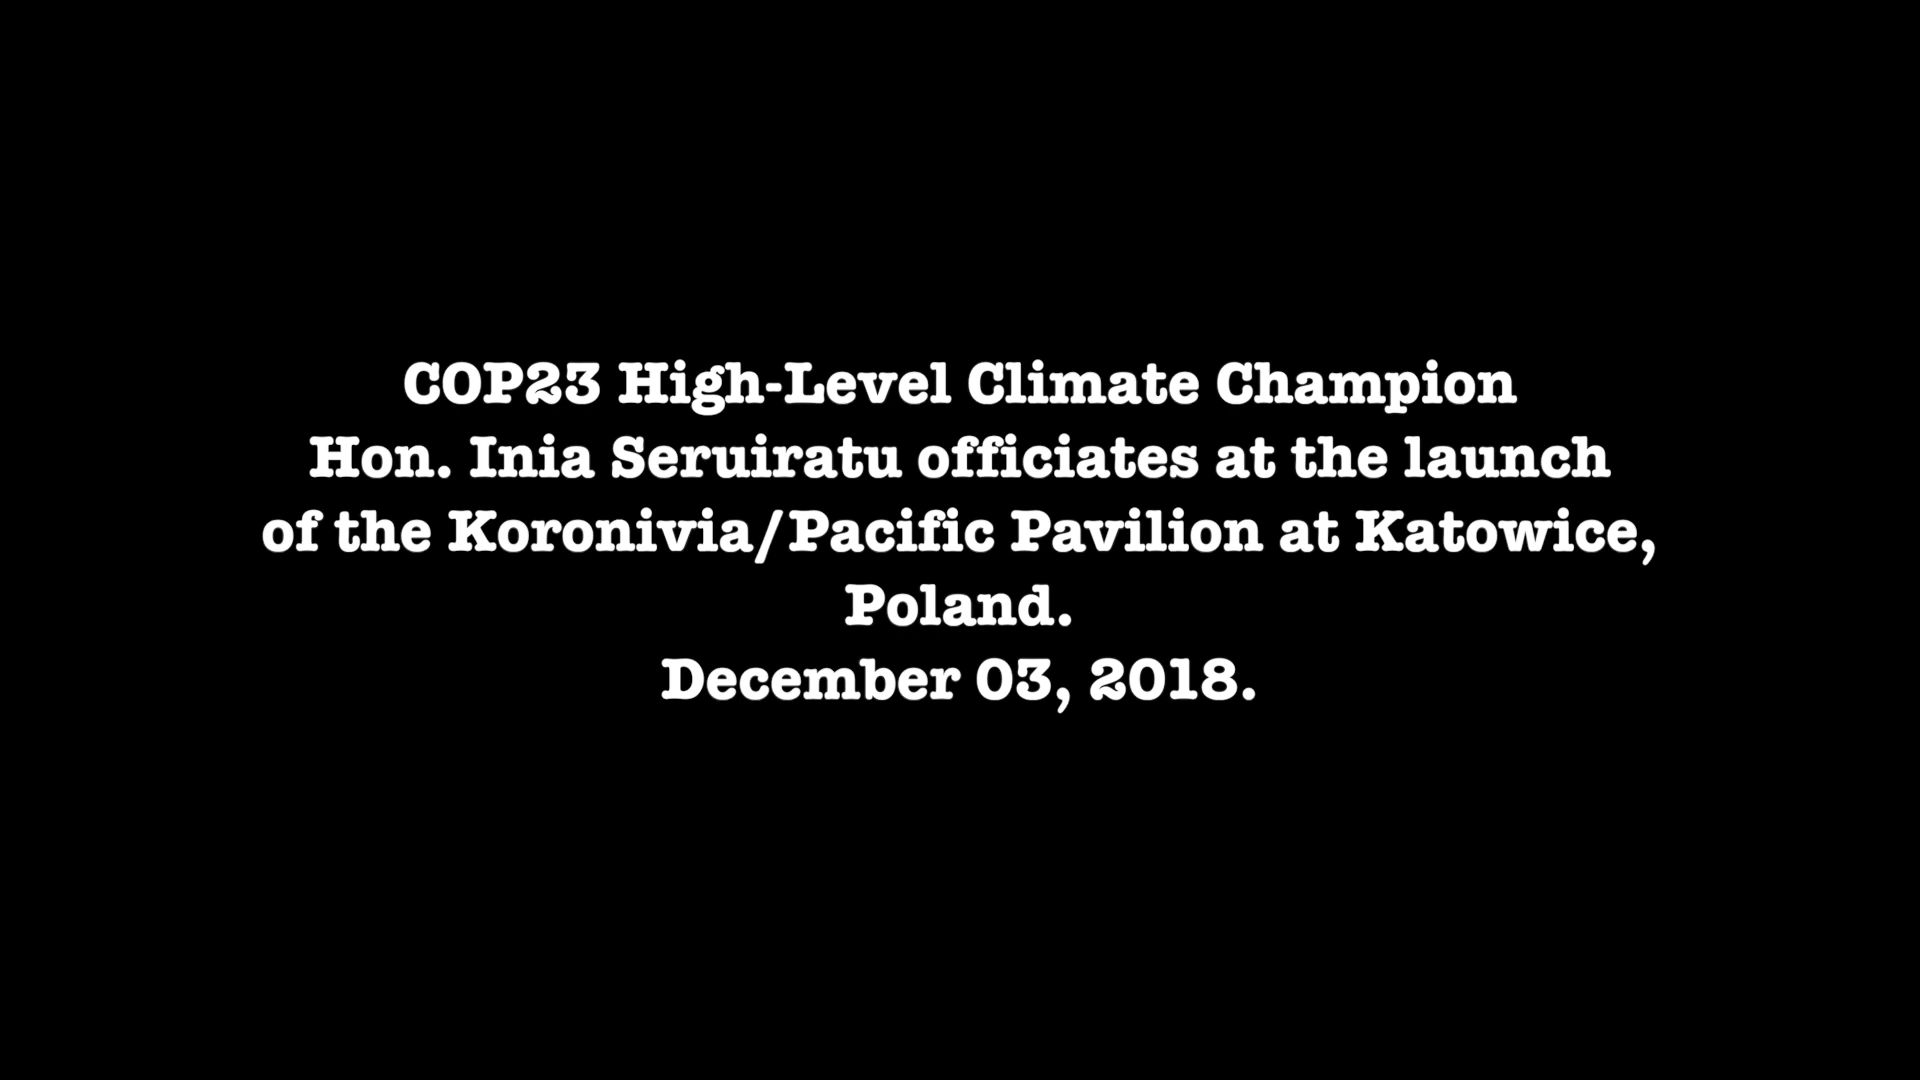 COP23 High-Level Climate Champion
Hon. Inia Seruiratu officiates at the launch
of the Koronivia/Pacific Pavilion at Katowice,
Poland.
December 03, 2018.